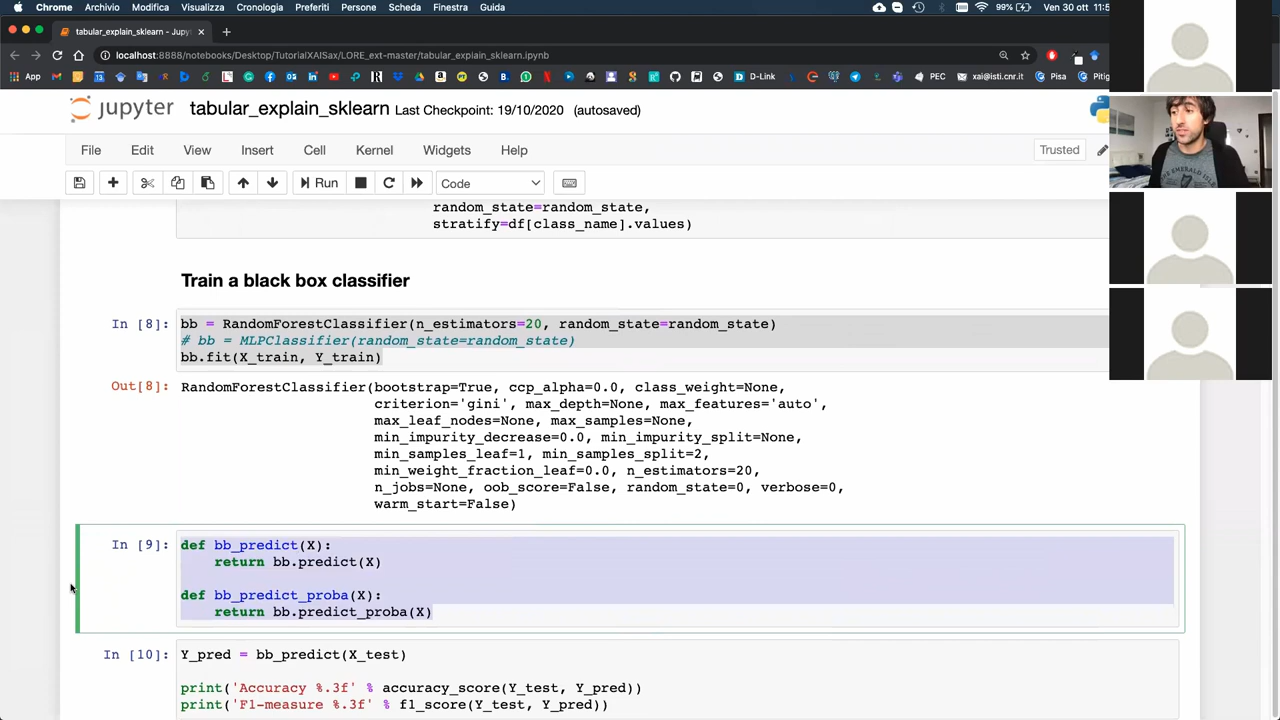 Chrome Archivio Modifica Visualizza Cronologia Preferiti Persone Scheda Finestra Guida 99% Ven 30 ott
tabular_explain_sklearn - Jupy
localhost:8888/notebooks/Desktop/TutorialXAISax/LORE_ext-master/tabular_explain_sklearn.ipynb
App D-Link PEC xai@isti.cnr.it Pisa Pitig
jupyter tabular_explain_sklearn Last Checkpoint: 19/10/2020 (autosaved)
File Edit View Insert Cell Kernel Widgets Help Trusted
Run Code
random_state=random_state,
stratify=df[class_name].values)
Train a black box classifier
In [8]: bb = RandomForestClassifier(n_estimators=20, random_state=random_state)
# bb = MLPClassifier(random_state=random_state)
bb.fit(X_train, Y_train)
Out[8]: RandomForestClassifier(bootstrap=True, ccp_alpha=0.0, class_weight=None,
criterion='gini', max_depth=None, max_features='auto',
max_leaf_nodes=None, max_samples=None,
min_impurity_decrease=0.0, min_impurity_split=None,
min_samples_leaf=1, min_samples_split=2,
min_weight_fraction_leaf=0.0, n_estimators=20,
n_jobs=None, oob_score=False, random_state=0, verbose=0,
warm_start=False)
In [9]: def bb_predict(X):
return bb.predict(X)
def bb_predict_proba(X):
return bb.predict_proba(X)
In [10]: Y_pred = bb_predict(X_test)
print('Accuracy %.3f' % accuracy_score(Y_test, Y_pred))
print('F1-measure %.3f' % f1_score(Y_test, Y_pred))